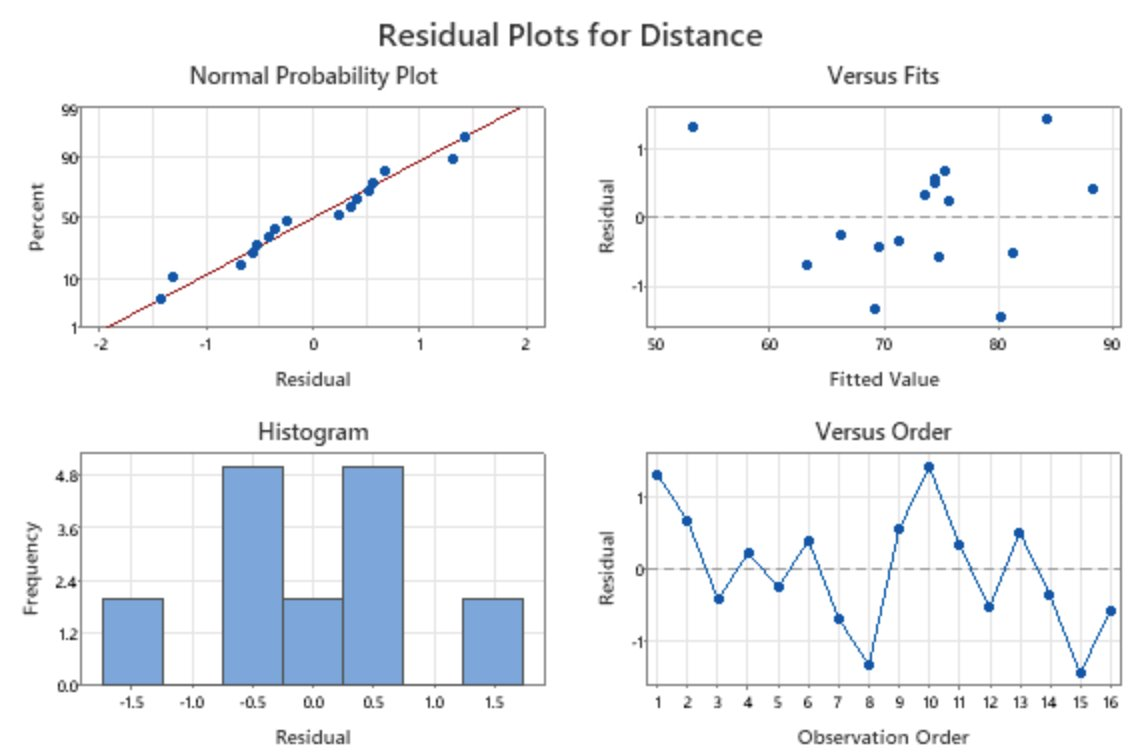 Residual Plots for Distance
Normal Probability Plot
99
90
50
10
1
Percent
-2 -1 0 1 2
Residual
Versus Fits
1
0
-1
Residual
50 60 70 80 90
Fitted Value
Histogram
4.8
3.6
2.4
1.2
0.0
Frequency
-1.5 -1.0 -0.5 0.0 0.5 1.0 1.5
Residual
Versus Order
1
0
-1
Residual
1 2 3 4 5 6 7 8 9 10 11 12 13 14 15 16
Observation Order